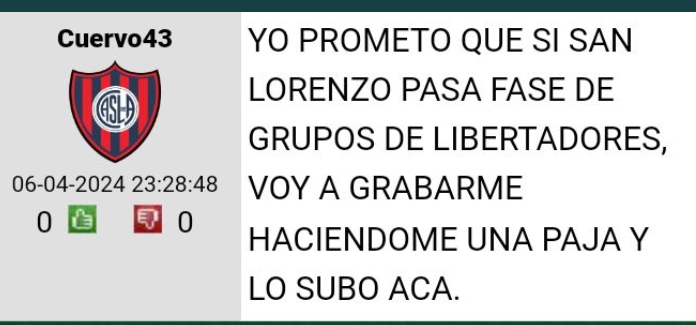 Cuervo43
CASLA
06-04-2024 23:28:48
0 0
YO PROMETO QUE SI SAN
LORENZO PASA FASE DE
GRUPOS DE LIBERTADORES,
VOY A GRABARME
HACIENDOME UNA PAJA Y
LO SUBO ACA.